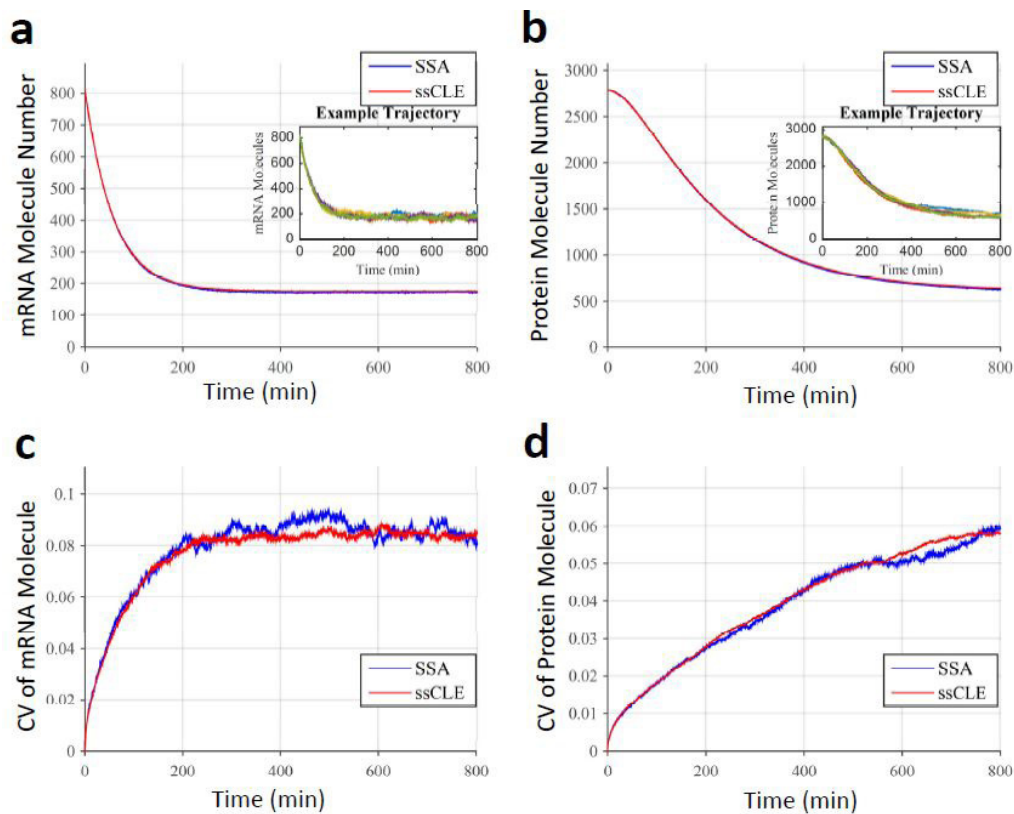 a
SSA
ssCLE
mRNA Molecule Number
800
700
600
500
400
300
200
100
0
Example Trajectory
mRNA Molecules
800
600
400
200
0
0 200 400 600 800
Time (min)
0 200 400 600 800
Time (min)
b
SSA
ssCLE
Protein Molecule Number
3000
2500
2000
1500
1000
500
0
Example Trajectory
Protein Molecules
3000
2000
1000
0
0 200 400 600 800
Time (min)
0 200 400 600 800
Time (min)
c
CV of mRNA Molecule
0.1
0.08
0.06
0.04
0.02
0
SSA
ssCLE
0 200 400 600 800
Time (min)
d
CV of Protein Molecule
0.07
0.06
0.05
0.04
0.03
0.02
0.01
0
SSA
ssCLE
0 200 400 600 800
Time (min)